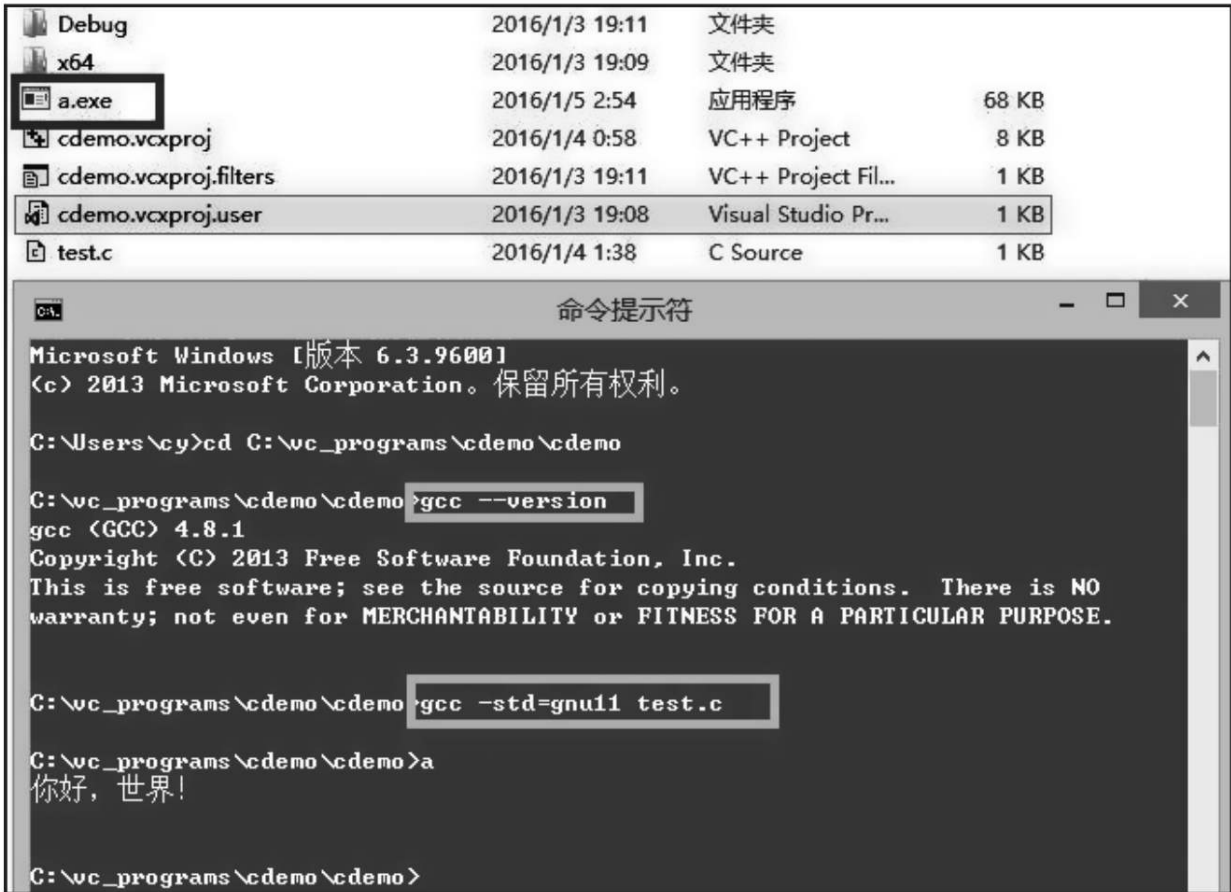 Debug 2016/1/3 19:11 文件夹
x64 2016/1/3 19:09 文件夹
a.exe 2016/1/5 2:54 应用程序 68 KB
cdemo.vcxproj 2016/1/4 0:58 VC++ Project 8 KB
cdemo.vcxproj.filters 2016/1/3 19:11 VC++ Project Fil... 1 KB
cdemo.vcxproj.user 2016/1/3 19:08 Visual Studio Pr... 1 KB
test.c 2016/1/4 1:38 C Source 1 KB
C:\. 命令提示符
Microsoft Windows [版本 6.3.9600]
(c) 2013 Microsoft Corporation。保留所有权利。
C:\Users\cy>cd C:\vc_programs\cdemo\cdemo
C:\vc_programs\cdemo\cdemo>gcc --version
gcc (GCC) 4.8.1
Copyright (C) 2013 Free Software Foundation, Inc.
This is free software; see the source for copying conditions.  There is NO
warranty; not even for MERCHANTABILITY or FITNESS FOR A PARTICULAR PURPOSE.
C:\vc_programs\cdemo\cdemo>gcc -std=gnu11 test.c
C:\vc_programs\cdemo\cdemo>a
你好，世界！
C:\vc_programs\cdemo\cdemo>